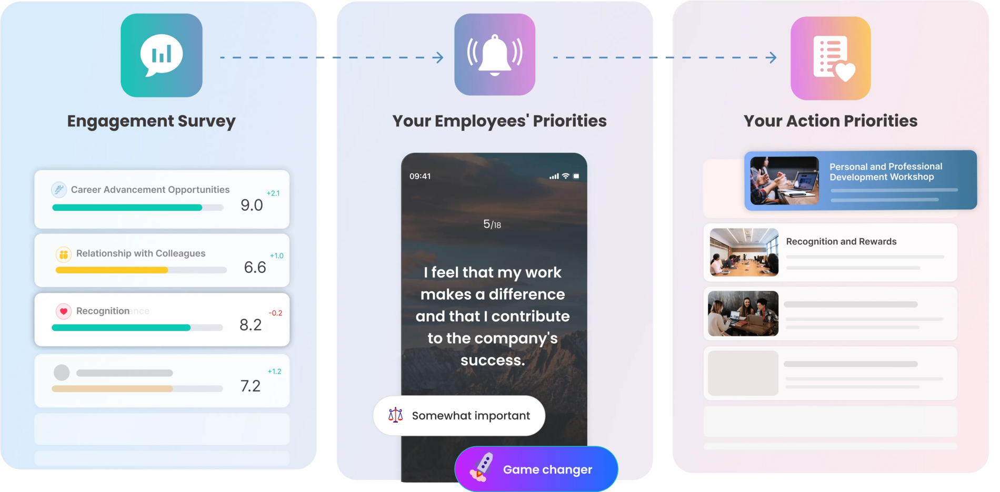 Engagement Survey
Career Advancement Opportunities
+2.1
9.0
Relationship with Colleagues
+1.0
6.6
Recognition
-0.2
8.2
+1.2
7.2
Your Employees' Priorities
09:41
5/18
I feel that my work
makes a difference
and that I contribute
to the company's
success.
Somewhat important
Game changer
Your Action Priorities
Personal and Professional
Development Workshop
Recognition and Rewards